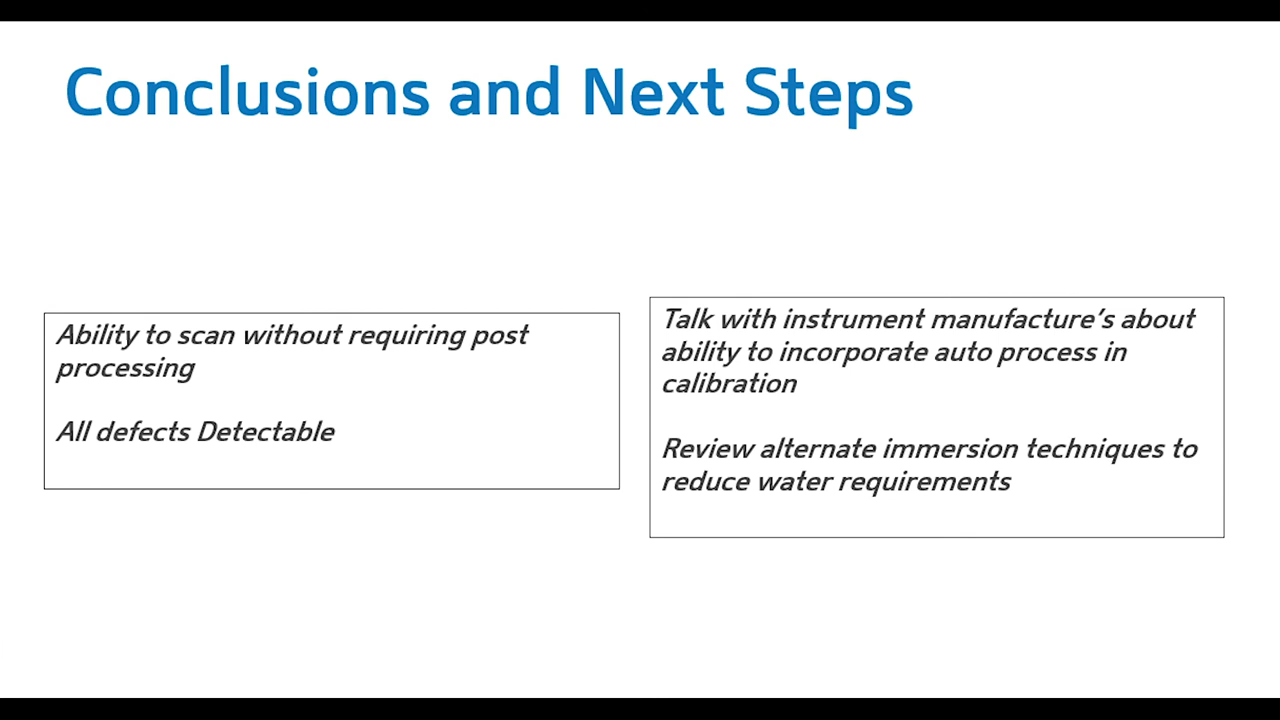 Conclusions and Next Steps
Ability to scan without requiring post
processing
All defects Detectable
Talk with instrument manufacture's about
ability to incorporate auto process in
calibration
Review alternate immersion techniques to
reduce water requirements